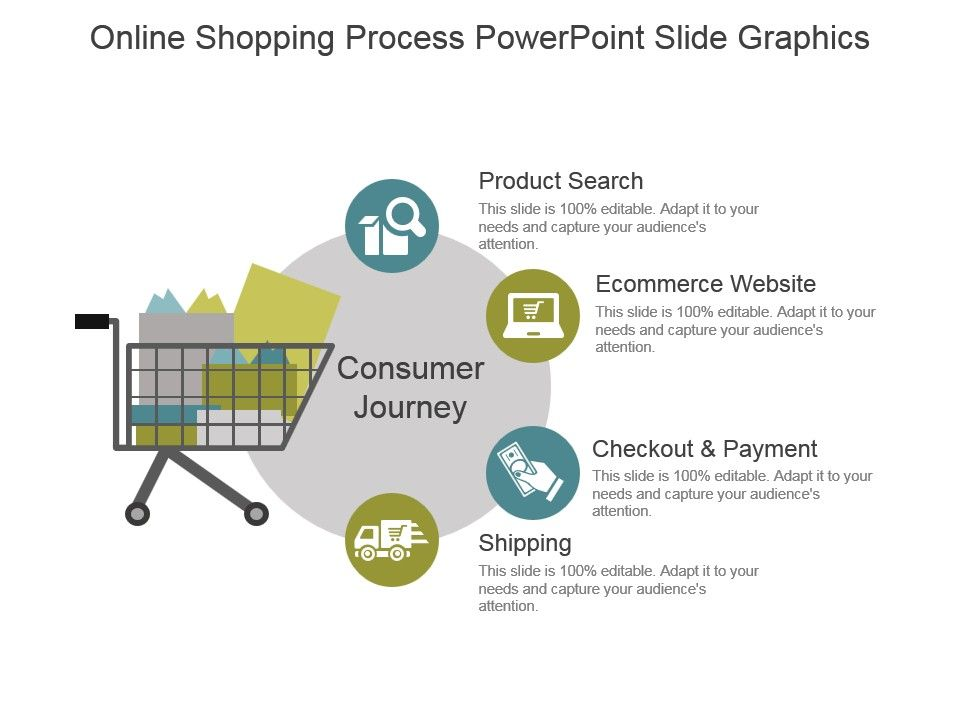 Online Shopping Process PowerPoint Slide Graphics
Product Search
This slide is 100% editable. Adapt it to your
needs and capture your audience's
attention.
Ecommerce Website
This slide is 100% editable. Adapt it to your
needs and capture your audience's
attention.
Consumer
Journey
Checkout & Payment
This slide is 100% editable. Adapt it to your
needs and capture your audience's
attention.
Shipping
This slide is 100% editable. Adapt it to your
needs and capture your audience's
attention.